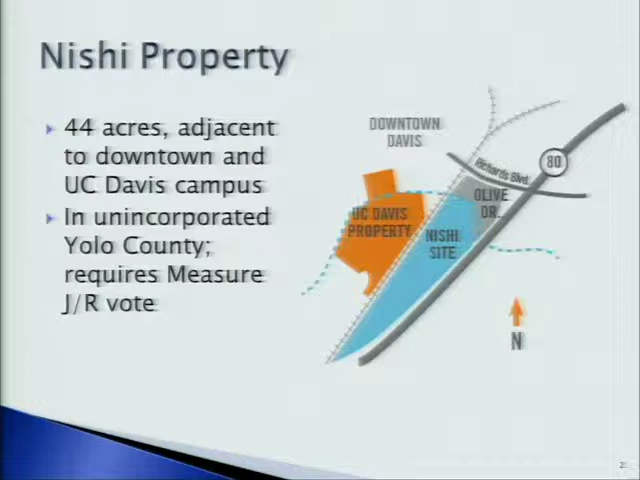 Nishi Property
44 acres, adjacent
to downtown and
UC Davis campus
In unincorporated
Yolo County;
requires Measure
J/R vote
DOWNTOWN
DAVIS
80
Richards Blvd.
OLIVE
DR.
UC DAVIS
PROPERTY
NISHI
SITE
N